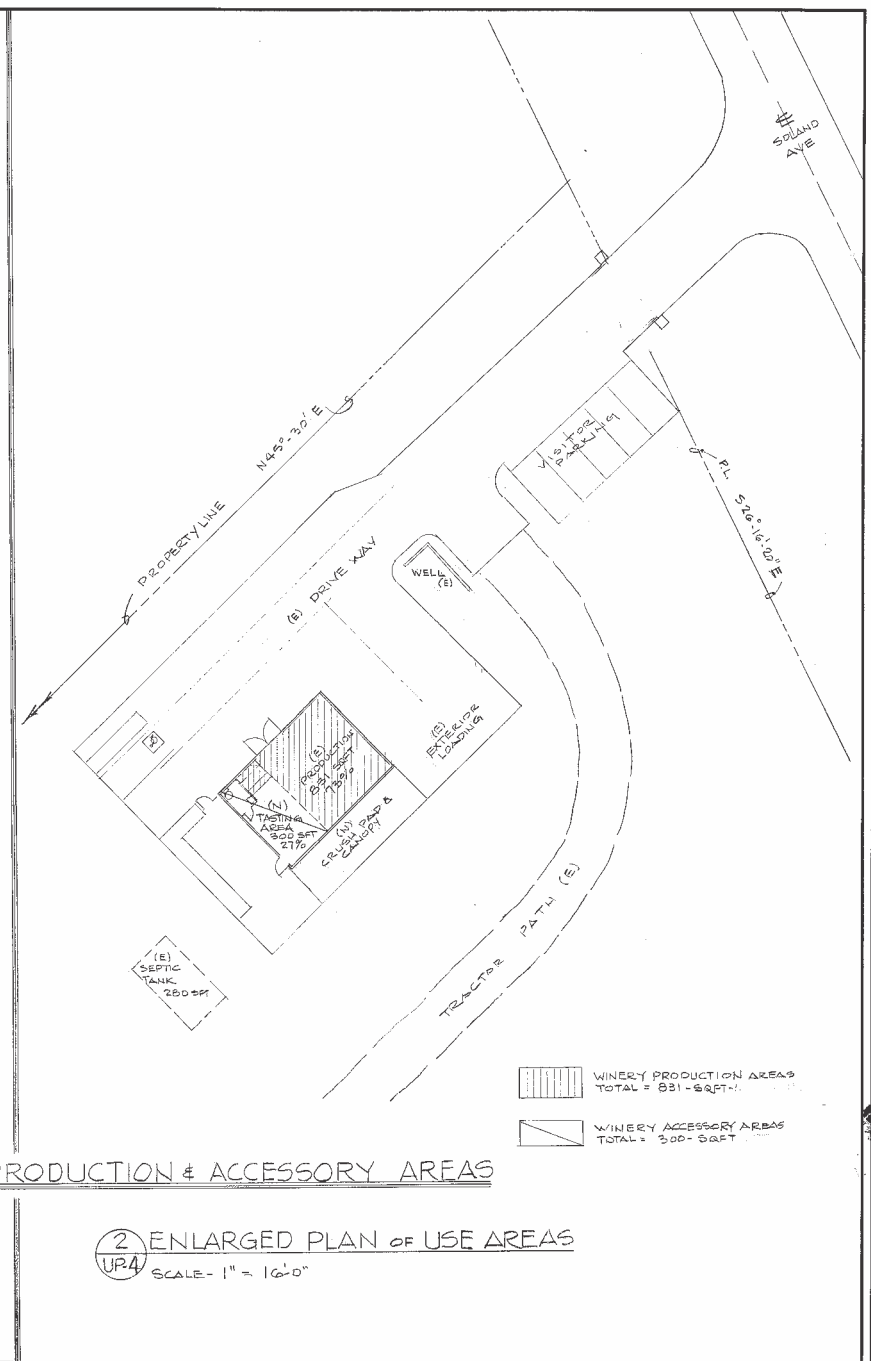 SOLANO
AVE
N45°-30' E
PROPERTY LINE
VISITOR
PARKING
P.L. S26°-16'-20" E
(E) DRIVE WAY
WELL
(E)
(E)
EXTERIOR
LOADING
(E)
PRODUCTION
831 SQFT
73%
(N)
TASTING
AREA
300 SFT
27%
(N)
CRUSH PAD &
CANOPY
(E)
SEPTIC
TANK
280 SFT
TRACTOR PATH (E)
WINERY PRODUCTION AREAS
TOTAL = 831-SQFT-
WINERY ACCESSORY AREAS
TOTAL = 300-SQFT
RODUCTION & ACCESSORY AREAS
2
UP-4
ENLARGED PLAN OF USE AREAS
SCALE - 1" = 16'-0"